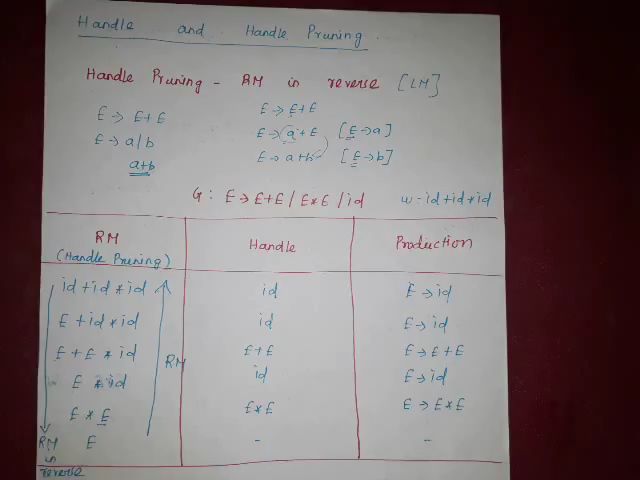 Handle and Handle Pruning
Handle Pruning - RM in reverse [LM]
E → E+E
E → a/b
a+b
E → E+E
E → a+E [E→a]
E → a+b [E→b]
G: E → E+E / E*E / id w=id+id*id
RM (Handle Pruning) Handle Production
id+id*id id E→id
E+id*id id E→id
E+E*id E+E E→E+E
E*id id E→id
E*E E*E E→E*E
E - -
RM
RM in reverse